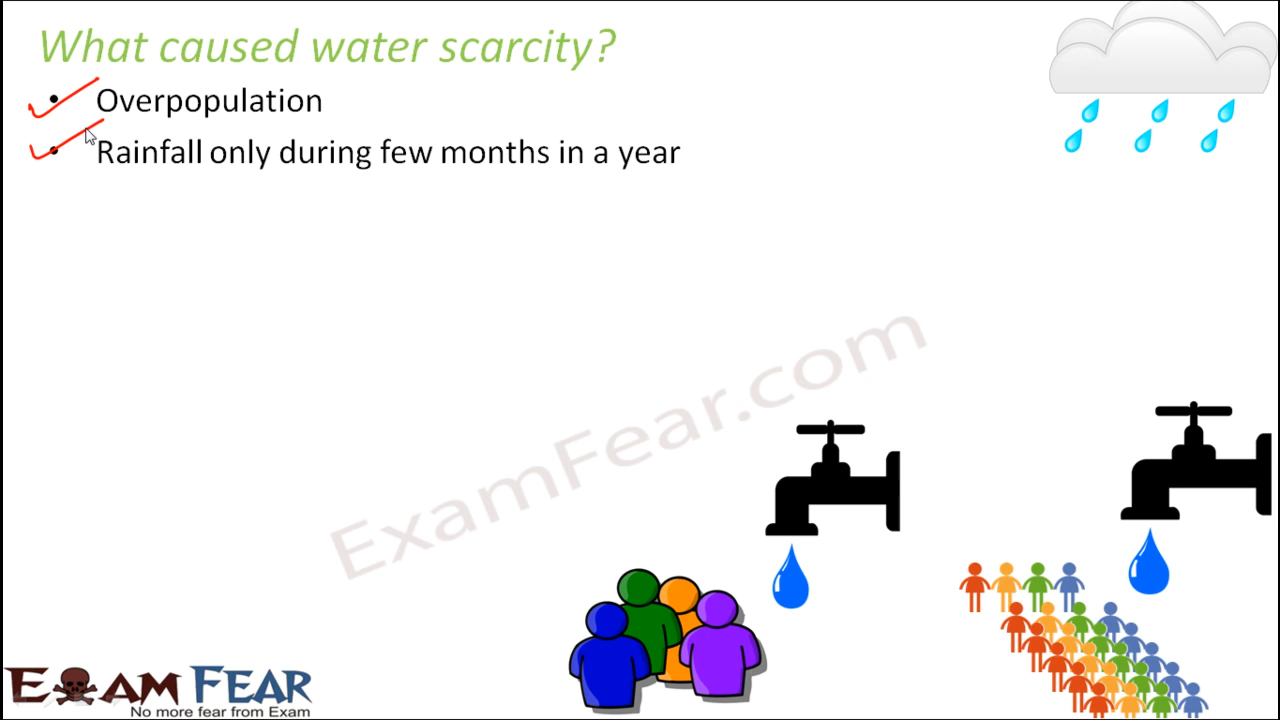 What caused water scarcity?
• Overpopulation
• Rainfall only during few months in a year
ExamFear.com
EXAM FEAR
No more fear from Exam